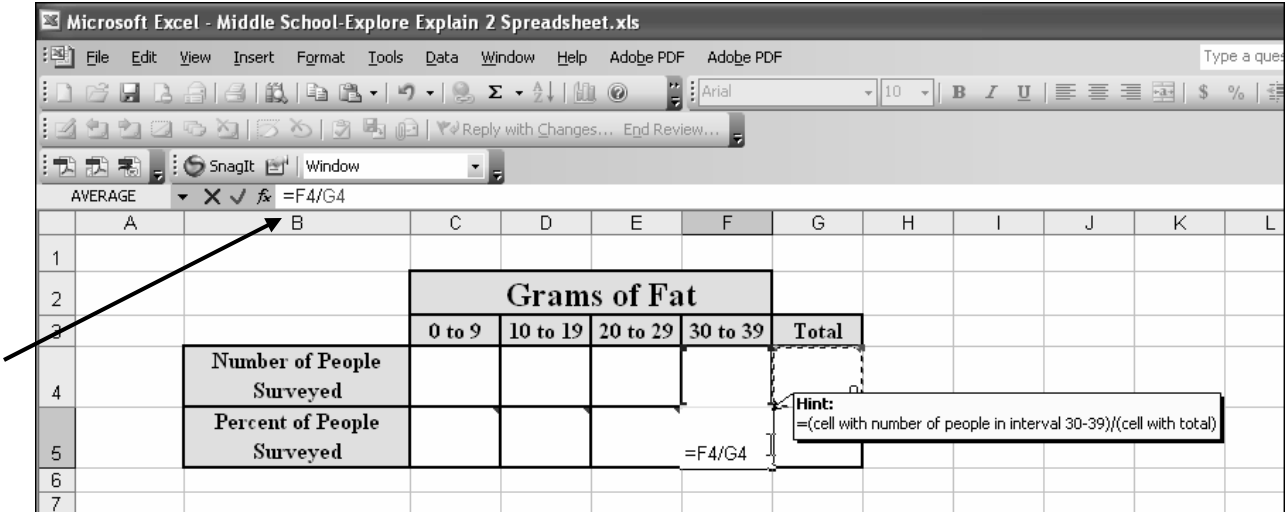 Microsoft Excel - Middle School-Explore Explain 2 Spreadsheet.xls
File Edit View Insert Format Tools Data Window Help Adobe PDF Adobe PDF Type a ques
Σ Arial 10 B I U $ %
Reply with Changes... End Review...
SnagIt Window
AVERAGE fx =F4/G4
A B C D E F G H I J K L
1
2 Grams of Fat
3 0 to 9 10 to 19 20 to 29 30 to 39 Total
Number of People
4 Surveyed 0
Hint:
=(cell with number of people in interval 30-39)/(cell with total)
Percent of People
5 Surveyed =F4/G4
6
7